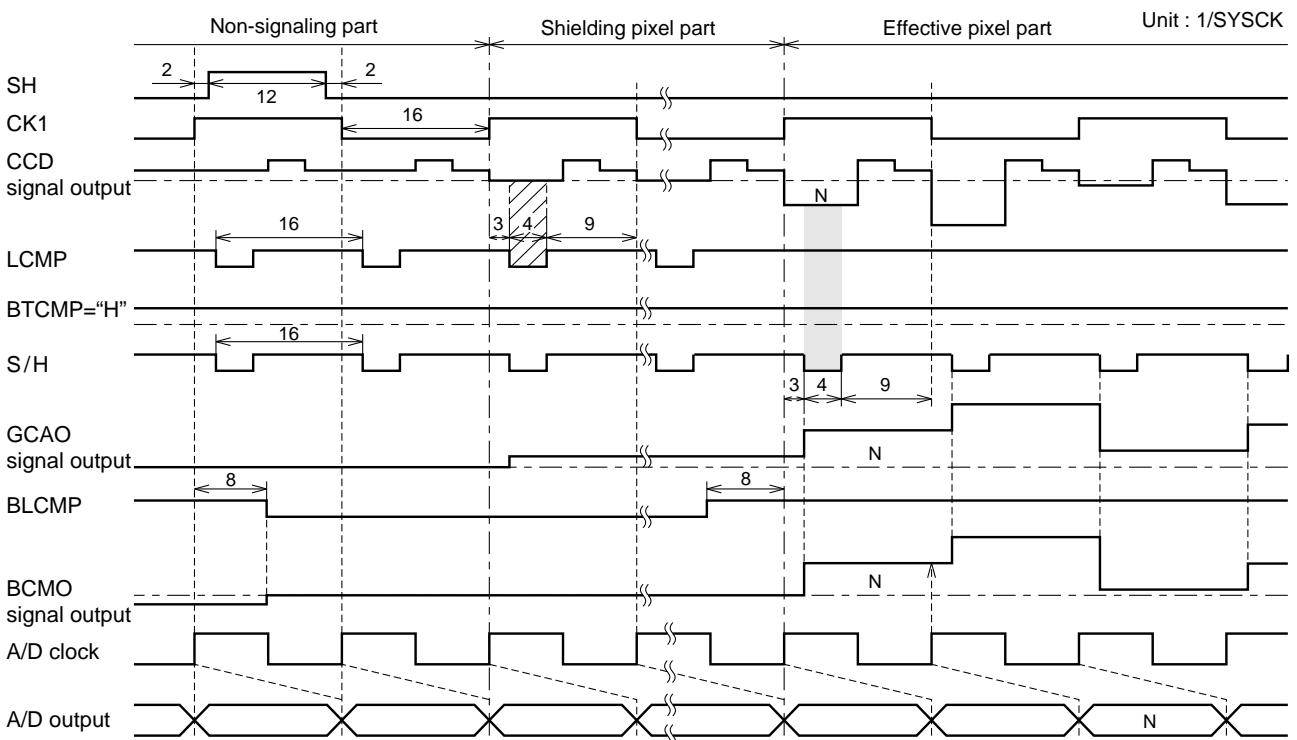 Unit : 1/SYSCK
Non-signaling part
Shielding pixel part
Effective pixel part
SH
2
12
2
CK1
16
CCD
signal output
N
16
3
4
9
LCMP
BTCMP=“H”
16
S/H
3
4
9
GCAO
signal output
N
8
8
BLCMP
BCMO
signal output
N
A/D clock
A/D output
N